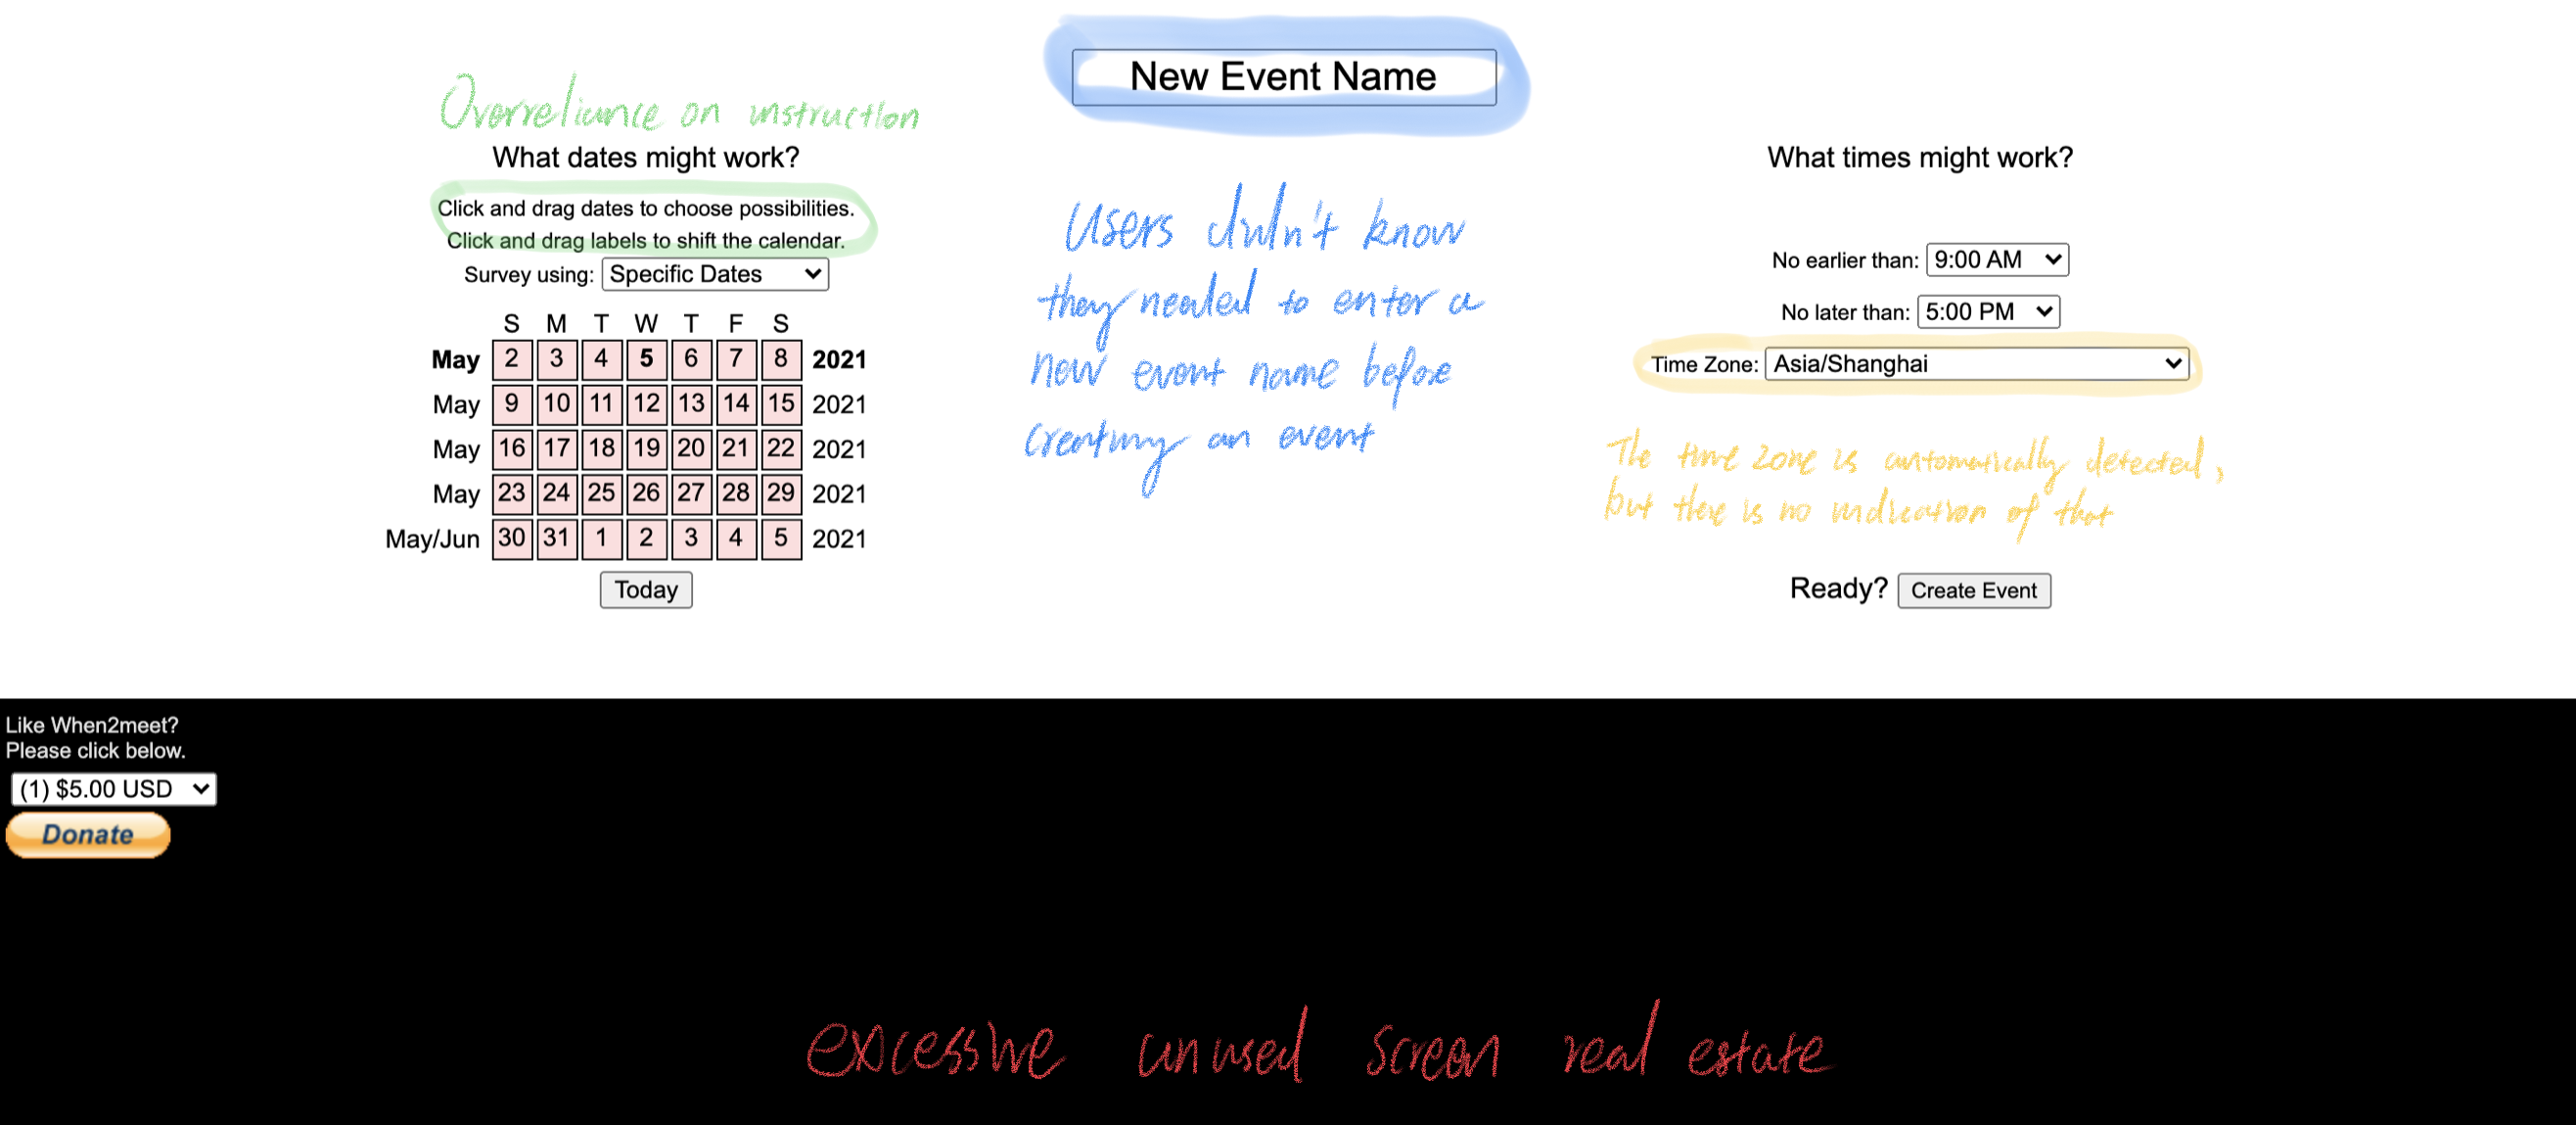 New Event Name
Overreliance on instruction
What dates might work?
Click and drag dates to choose possibilities.
Click and drag labels to shift the calendar.
Survey using: Specific Dates
S M T W T F S
May 2 3 4 5 6 7 8 2021
May 9 10 11 12 13 14 15 2021
May 16 17 18 19 20 21 22 2021
May 23 24 25 26 27 28 29 2021
May/Jun 30 31 1 2 3 4 5 2021
Today
Users didn't know
they needed to enter a
new event name before
creating an event
What times might work?
No earlier than: 9:00 AM
No later than: 5:00 PM
Time Zone: Asia/Shanghai
The time zone is automatically detected,
but there is no indication of that
Ready? Create Event
Like When2meet?
Please click below.
(1) $5.00 USD
Donate
excessive unused screen real estate